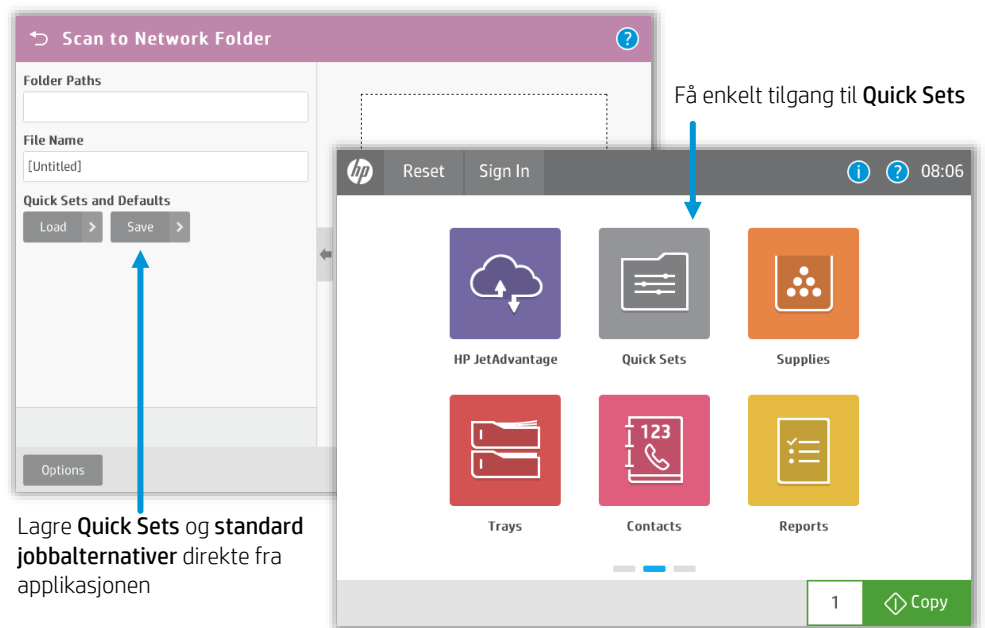 Scan to Network Folder
?
Folder Paths
File Name
[Untitled]
Quick Sets and Defaults
Load >
Save >
Options
Lagre Quick Sets og standard
jobbalternativer direkte fra
applikasjonen
Få enkelt tilgang til Quick Sets
hp
Reset
Sign In
i
?
08:06
HP JetAdvantage
Quick Sets
Supplies
123
Trays
Contacts
Reports
1
Copy